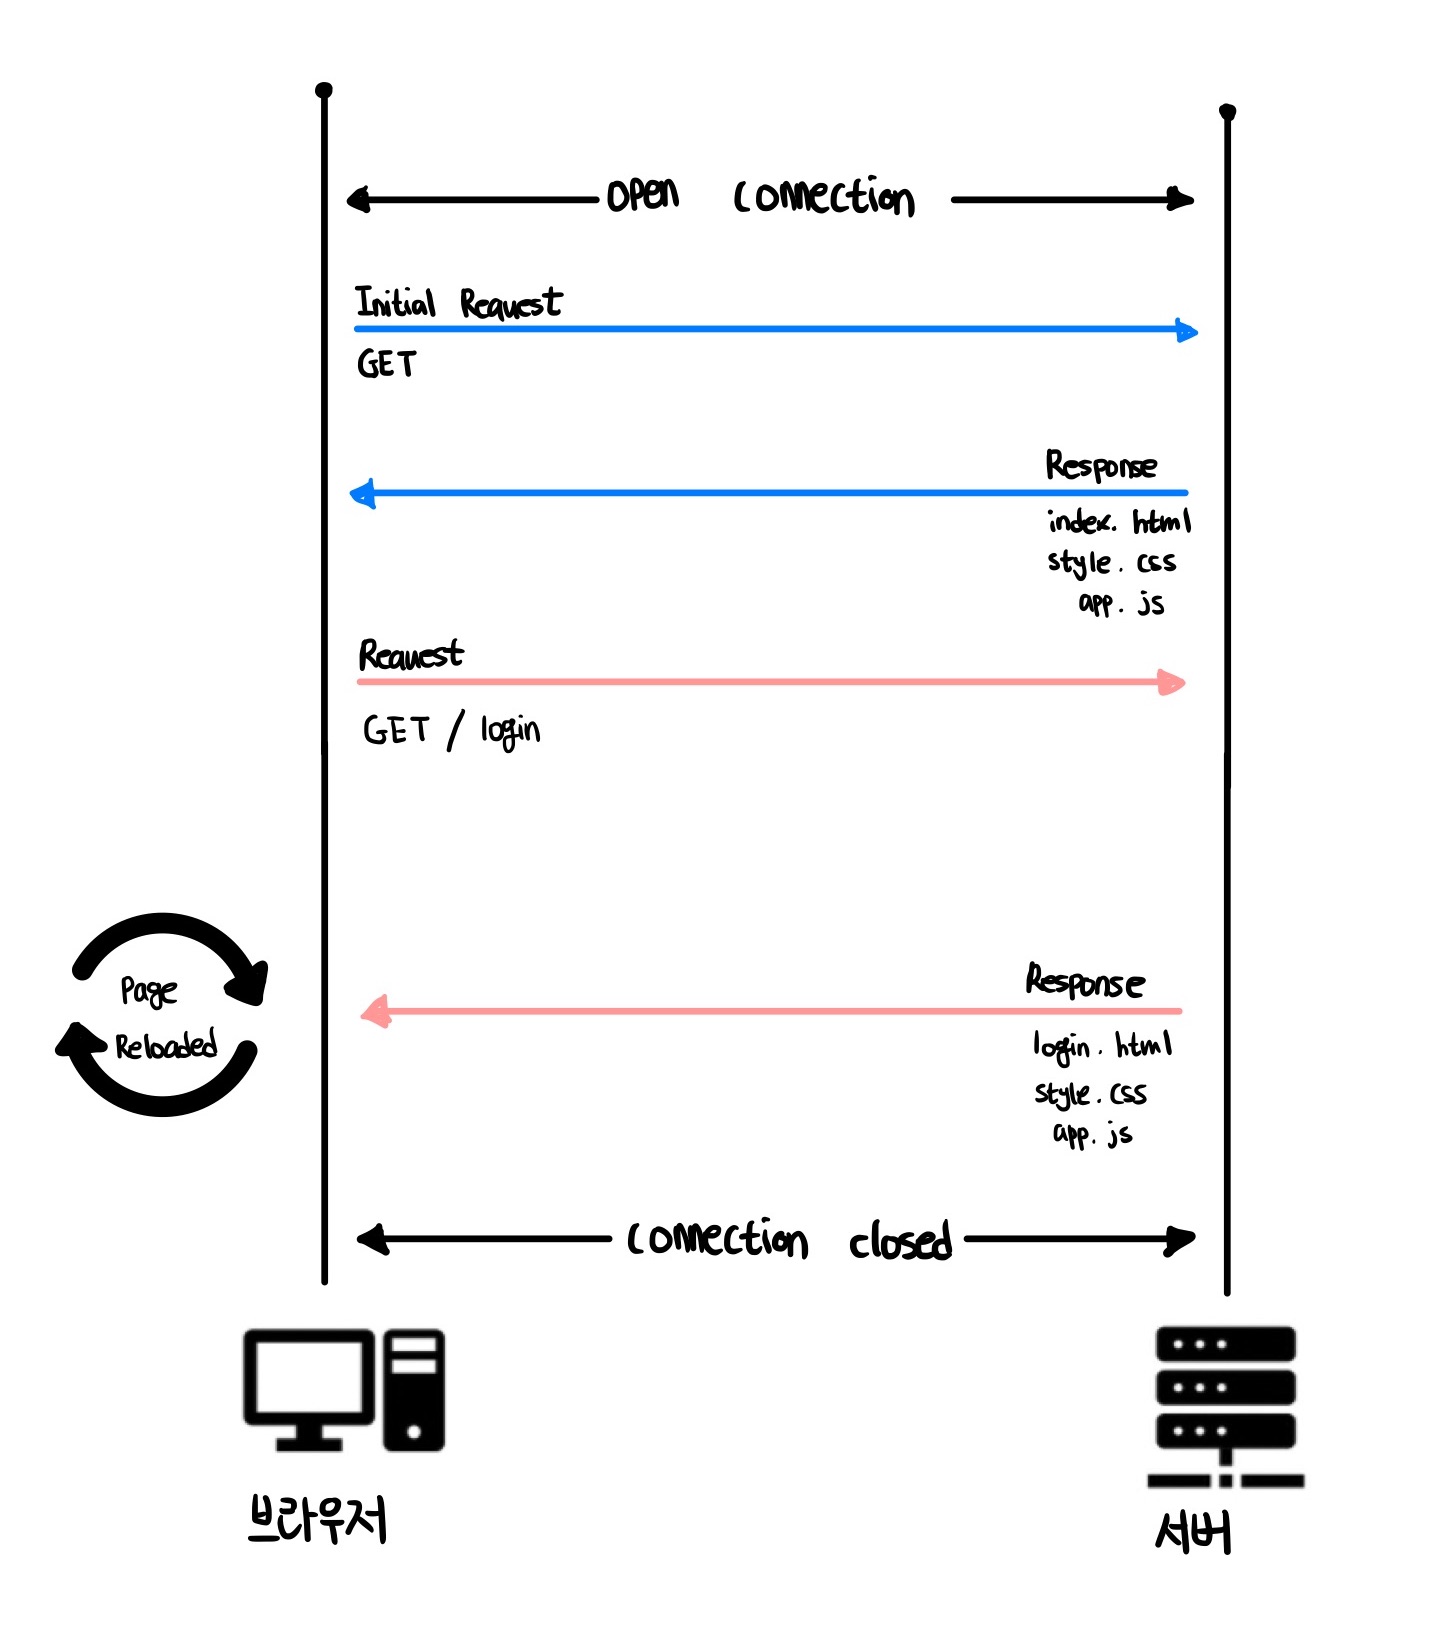 open connection
Initial Request
GET
Response
index.html
style.css
app.js
Request
GET / login
Page
Reloaded
Response
login.html
style.css
app.js
connection closed
브라우저
서버